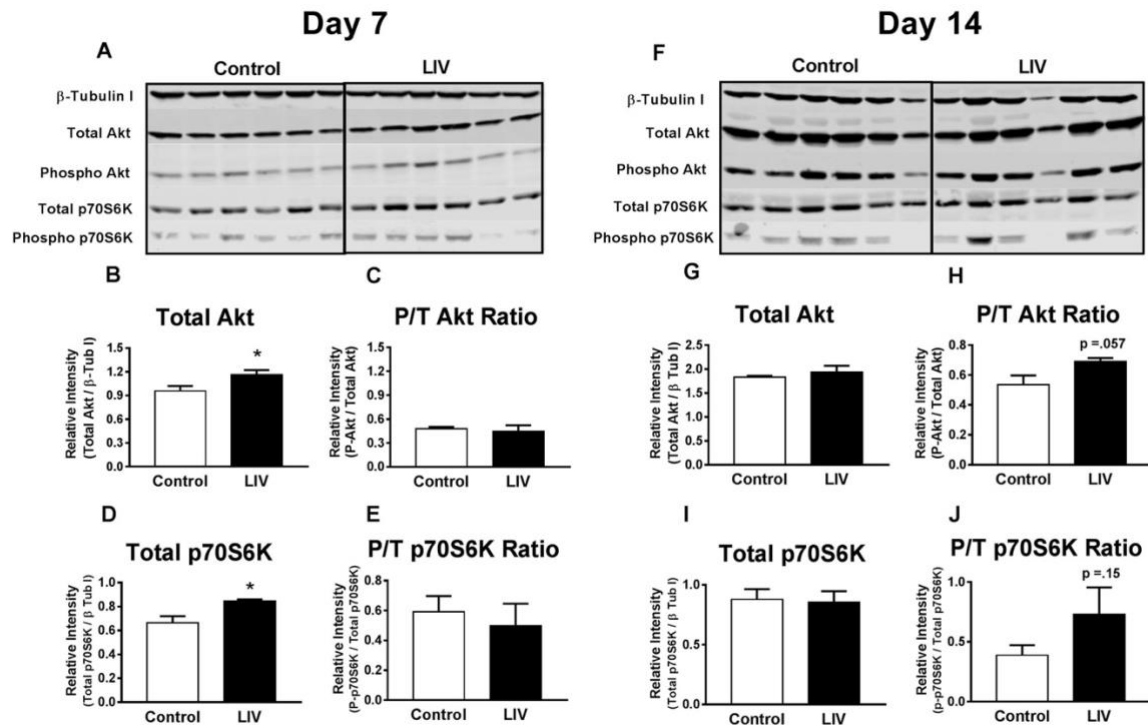 Day 7
Day 14
A
Control
LIV
β-Tubulin I
Total Akt
Phospho Akt
Total p70S6K
Phospho p70S6K
F
Control
LIV
β-Tubulin I
Total Akt
Phospho Akt
Total p70S6K
Phospho p70S6K
B
Total Akt
Relative Intensity
(Total Akt / β-Tub I)
1.5
1.2
0.9
0.6
0.3
0.0
*
Control
LIV
C
P/T Akt Ratio
Relative Intensity
(P-Akt / Total Akt)
1.5
1.2
0.9
0.6
0.3
0.0
Control
LIV
G
Total Akt
Relative Intensity
(Total Akt / β Tub I)
2.5
2.0
1.5
1.0
0.5
0.0
Control
LIV
H
P/T Akt Ratio
p =.057
Relative Intensity
(P-Akt / Total Akt)
0.8
0.6
0.4
0.2
0.0
Control
LIV
D
Total p70S6K
Relative Intensity
(Total p70S6K / β Tub I)
1.0
0.8
0.6
0.4
0.2
0.0
*
Control
LIV
E
P/T p70S6K Ratio
Relative Intensity
(P-p70S6K / Total p70S6K)
0.8
0.6
0.4
0.2
0.0
Control
LIV
I
Total p70S6K
Relative Intensity
(Total p70S6K / β Tub I)
1.5
1.0
0.5
0.0
Control
LIV
J
P/T p70S6K Ratio
p =.15
Relative Intensity
(p-p70S6K / Total p70S6K)
1.0
0.5
0.0
Control
LIV